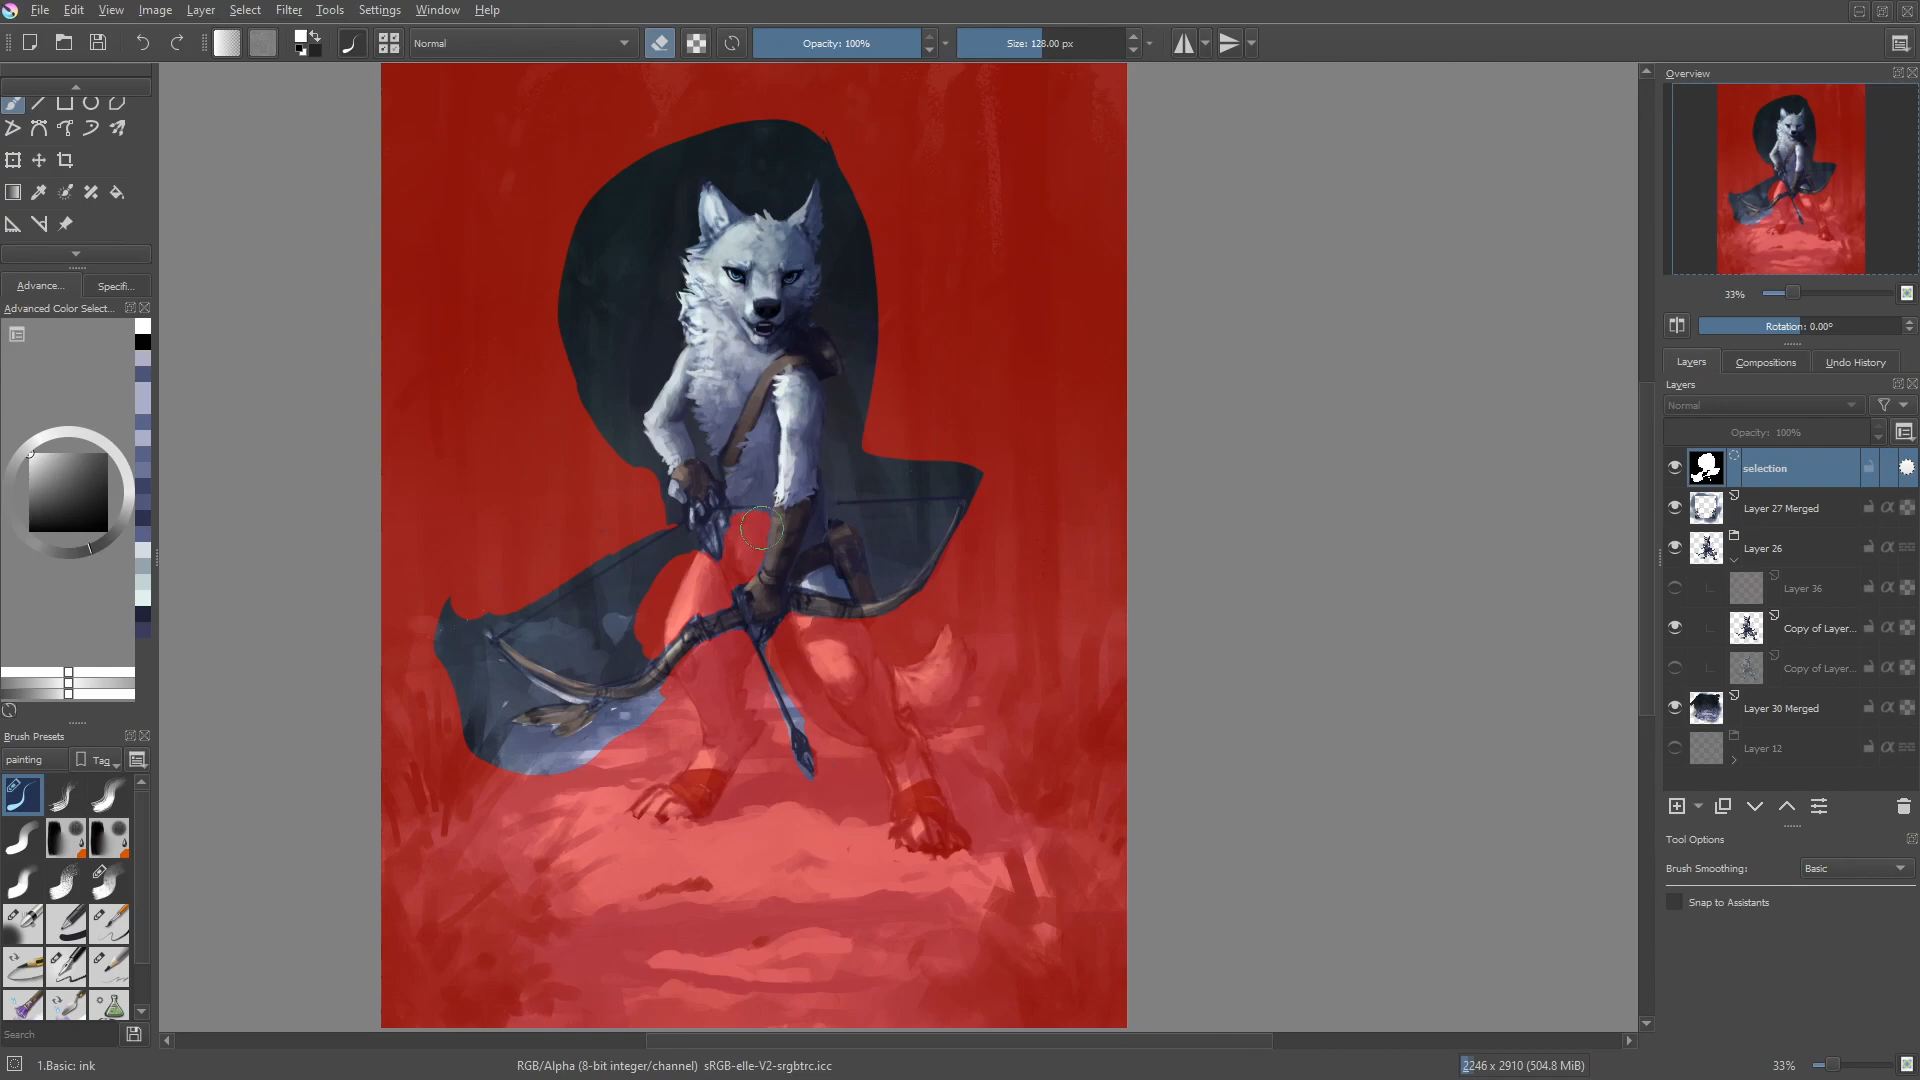 File Edit View Image Layer Select Filter Tools Settings Window Help
Normal
Opacity: 100%
Size: 128.00 px
Advance...
Specifi...
Advanced Color Select...
Brush Presets
painting
Tag
Search
1.Basic: ink
RGB/Alpha (8-bit integer/channel) sRGB-elle-V2-srgbtrc.icc
2246 x 2910 (504.8 MiB)
33%
Overview
33%
Rotation: 0.00°
Layers Compositions Undo History
Layers
Normal
Opacity: 100%
selection
Layer 27 Merged
Layer 26
Layer 36
Copy of Layer...
Copy of Layer...
Layer 30 Merged
Layer 12
Tool Options
Brush Smoothing: Basic
Snap to Assistants